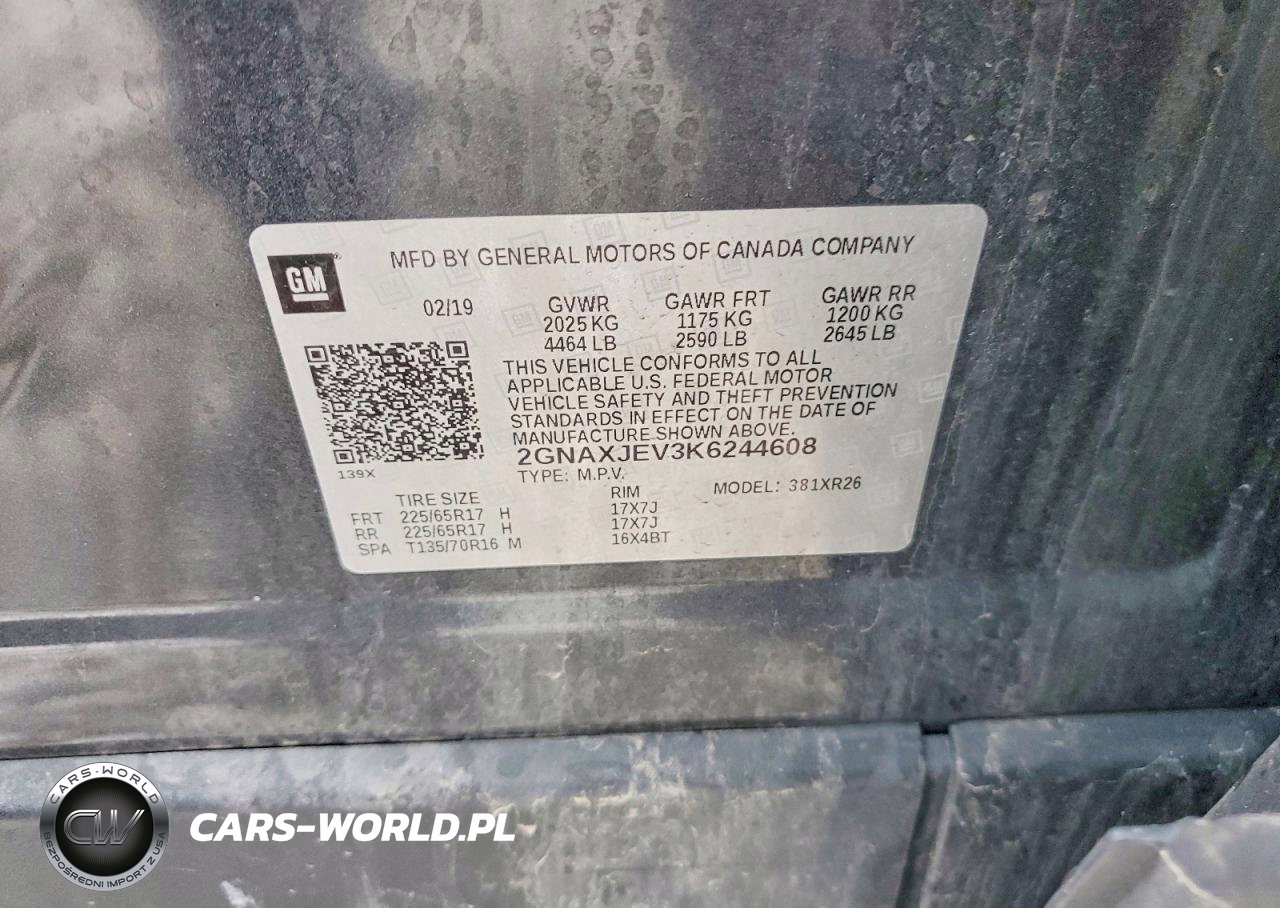 MFD BY GENERAL MOTORS OF CANADA COMPANY
GM
02/19
GVWR
2025 KG
4464 LB
GAWR FRT
1175 KG
2590 LB
GAWR RR
1200 KG
2645 LB
THIS VEHICLE CONFORMS TO ALL
APPLICABLE U.S. FEDERAL MOTOR
VEHICLE SAFETY AND THEFT PREVENTION
STANDARDS IN EFFECT ON THE DATE OF
MANUFACTURE SHOWN ABOVE.
2GNAXJEV3K6244608
139X
TYPE: M.P.V.
MODEL: 381XR26
TIRE SIZE RIM
FRT 225/65R17 H 17X7J
RR 225/65R17 H 17X7J
SPA T135/70R16 M 16X4BT
CARS-WORLD
CW
BEZPOŚREDNI IMPORT Z USA
CARS-WORLD.PL